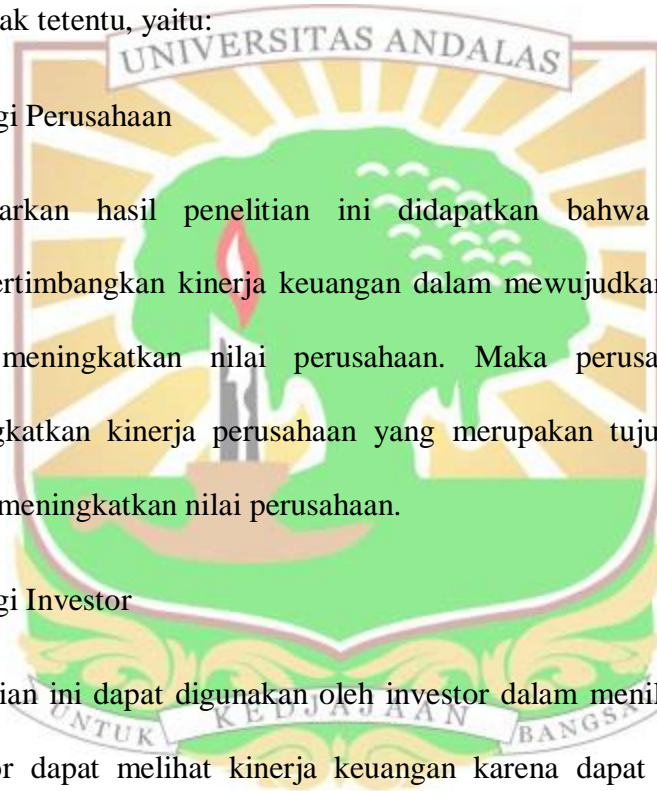 ak tetentu, yaitu:
UNIVERSITAS ANDALAS
gi Perusahaan
arkan hasil penelitian ini didapatkan bahwa
ertimbangkan kinerja keuangan dalam mewujudkan
meningkatkan nilai perusahaan. Maka perusa
gkatkan kinerja perusahaan yang merupakan tuju
meningkatkan nilai perusahaan.
gi Investor
ian ini dapat digunakan oleh investor dalam menil
UNTUK KEDJAJAAN BANGSA
or dapat melihat kinerja keuangan karena dapat